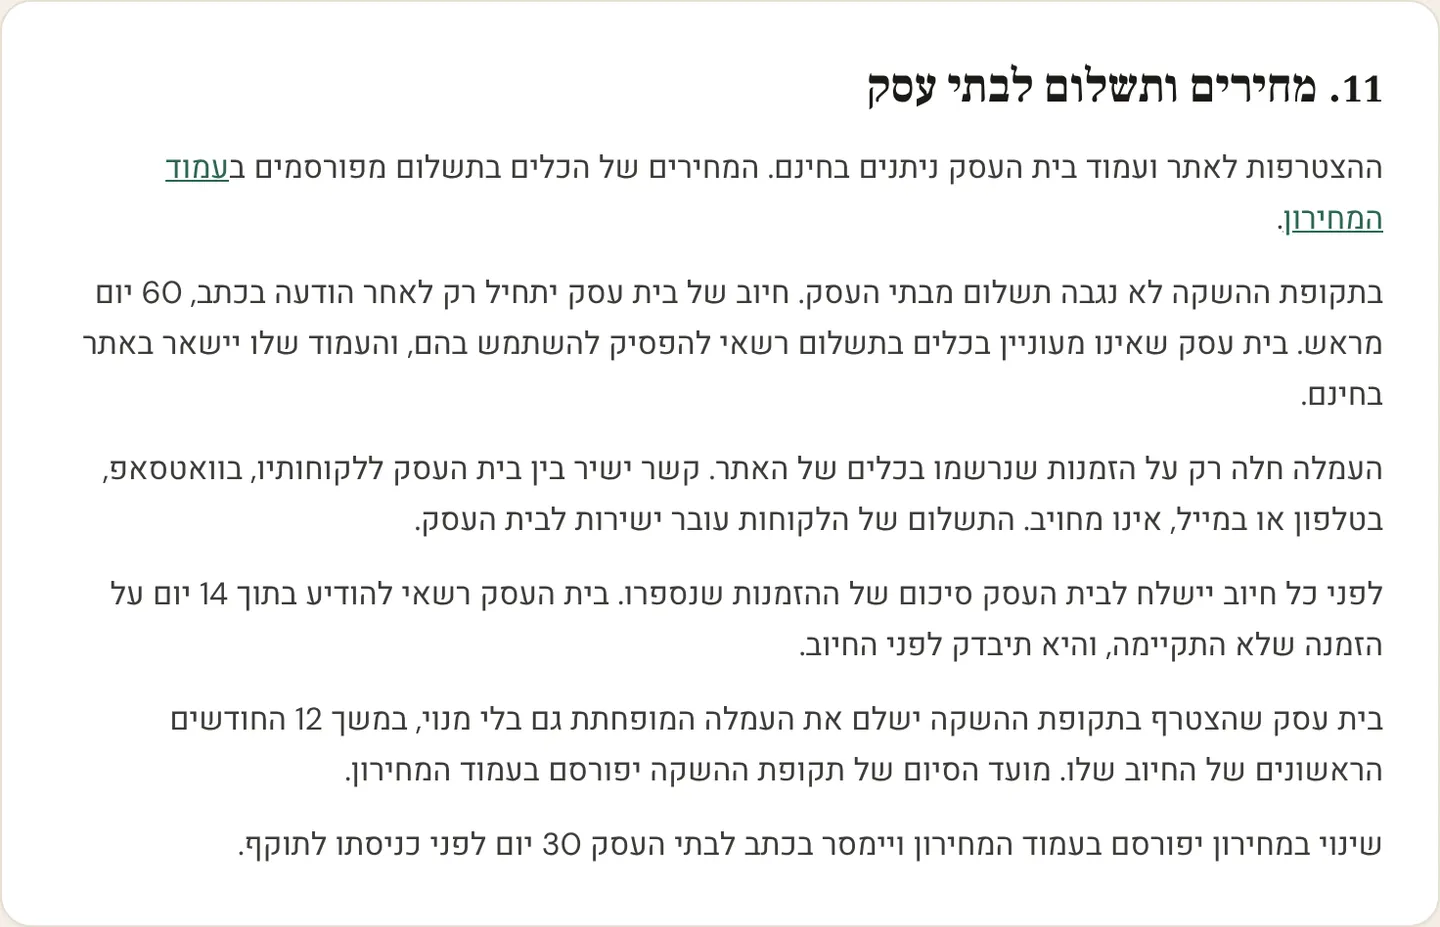 11. מחירים ותשלום לבתי עסק
ההצטרפות לאתר ועמוד בית העסק ניתנים בחינם. המחירים של הכלים בתשלום מפורסמים בעמוד
המחירון.
בתקופת ההשקה לא נגבה תשלום מבתי העסק. חיוב של בית עסק יתחיל רק לאחר הודעה בכתב, 60 יום
מראש. בית עסק שאינו מעוניין בכלים בתשלום רשאי להפסיק להשתמש בהם, והעמוד שלו יישאר באתר
בחינם.
העמלה חלה רק על הזמנות שנרשמו בכלים של האתר. קשר ישיר בין בית העסק ללקוחותיו, בוואטסאפ,
בטלפון או במייל, אינו מחויב. התשלום של הלקוחות עובר ישירות לבית העסק.
לפני כל חיוב יישלח לבית העסק סיכום של ההזמנות שנספרו. בית העסק רשאי להודיע בתוך 14 יום על
הזמנה שלא התקיימה, והיא תיבדק לפני החיוב.
בית עסק שהצטרף בתקופת ההשקה ישלם את העמלה המופחתת גם בלי מנוי, במשך 12 החודשים
הראשונים של החיוב שלו. מועד הסיום של תקופת ההשקה יפורסם בעמוד המחירון.
שינוי במחירון יפורסם בעמוד המחירון ויימסר בכתב לבתי העסק 30 יום לפני כניסתו לתוקף.